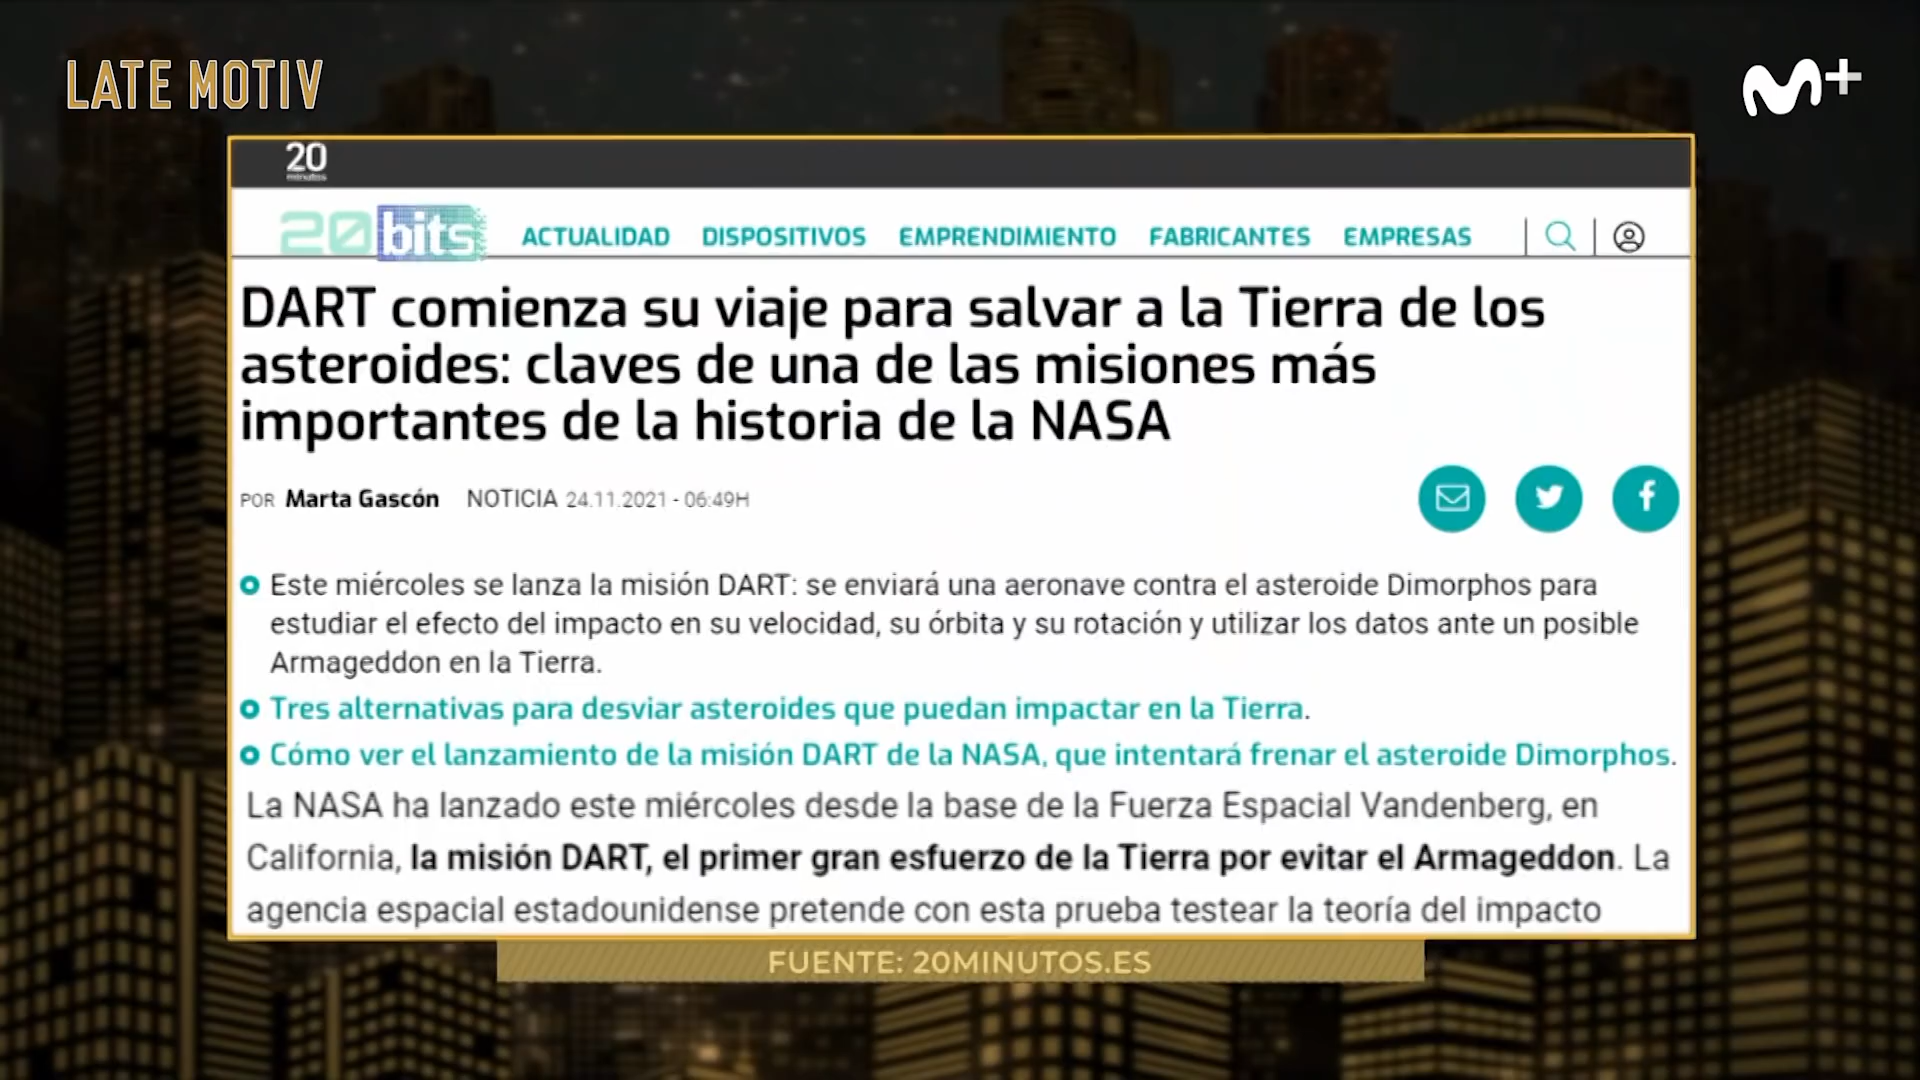 LATE MOTIV
M+
20
minutos
20bits ACTUALIDAD DISPOSITIVOS EMPRENDIMIENTO FABRICANTES EMPRESAS
DART comienza su viaje para salvar a la Tierra de los
asteroides: claves de una de las misiones más
importantes de la historia de la NASA
POR Marta Gascón NOTICIA 24.11.2021 - 06:49H
Este miércoles se lanza la misión DART: se enviará una aeronave contra el asteroide Dimorphos para
estudiar el efecto del impacto en su velocidad, su órbita y su rotación y utilizar los datos ante un posible
Armageddon en la Tierra.
Tres alternativas para desviar asteroides que puedan impactar en la Tierra.
Cómo ver el lanzamiento de la misión DART de la NASA, que intentará frenar el asteroide Dimorphos.
La NASA ha lanzado este miércoles desde la base de la Fuerza Espacial Vandenberg, en
California, la misión DART, el primer gran esfuerzo de la Tierra por evitar el Armageddon. La
agencia espacial estadounidense pretende con esta prueba testear la teoría del impacto
FUENTE: 20MINUTOS.ES